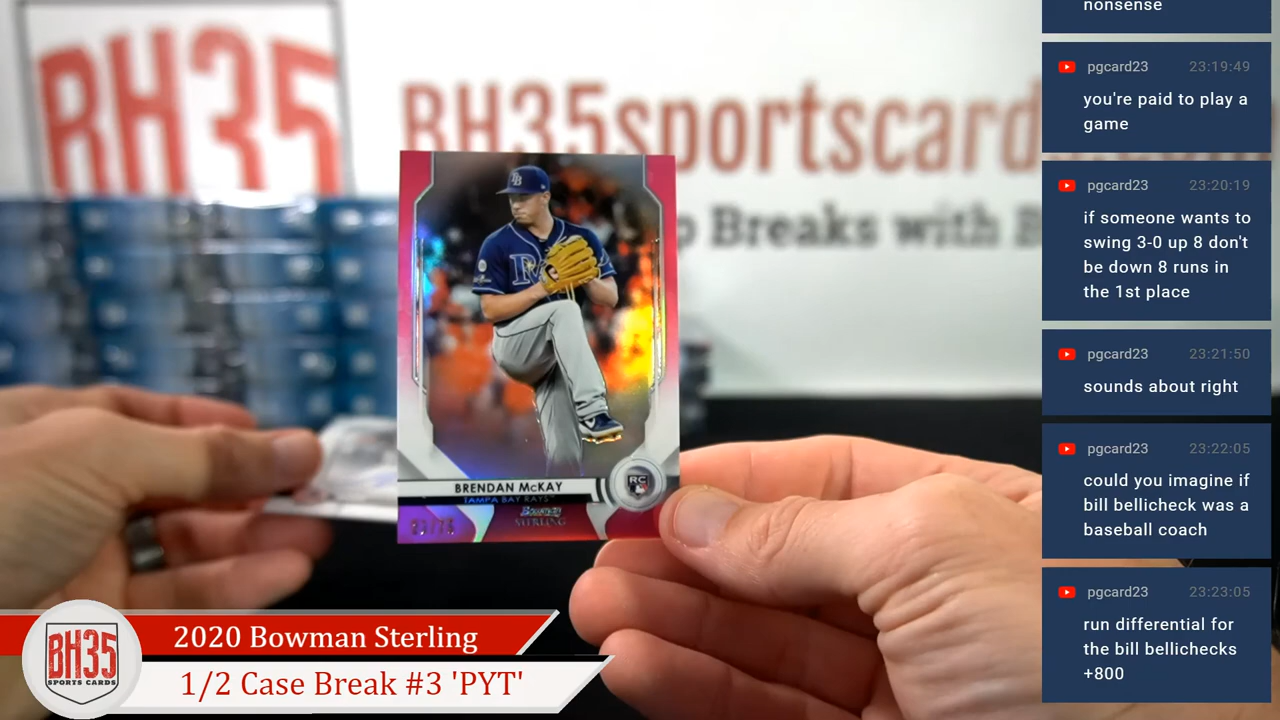 BH35
BH35sportscards.com
p Breaks with B
BRENDAN McKAY
RC
TAMPA BAY RAYS
Bowman
STERLING
BH35
SPORTS CARDS
2020 Bowman Sterling
1/2 Case Break #3 'PYT'
nonsense
pgcard23 23:19:49
you're paid to play a
game
pgcard23 23:20:19
if someone wants to
swing 3-0 up 8 don't
be down 8 runs in
the 1st place
pgcard23 23:21:50
sounds about right
pgcard23 23:22:05
could you imagine if
bill bellicheck was a
baseball coach
pgcard23 23:23:05
run differential for
the bill bellichecks
+800